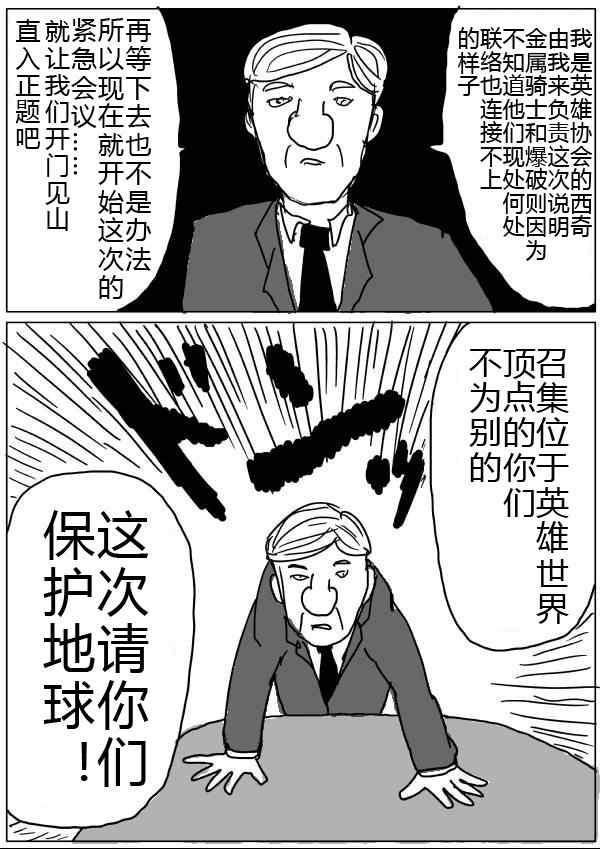 我是英雄协会的西奇
由我来负责这次说明
金属骑士和爆破则因为
不知道他们现处何处
联络也连接不上
的样子
再等下去也不是办法
所以现在就开始这次的
紧急会议……
就让我们开门见山
直入正题吧
召集位于英雄世界
顶点的你们
不为别的
ドンッ
这次请你们
保护地球！